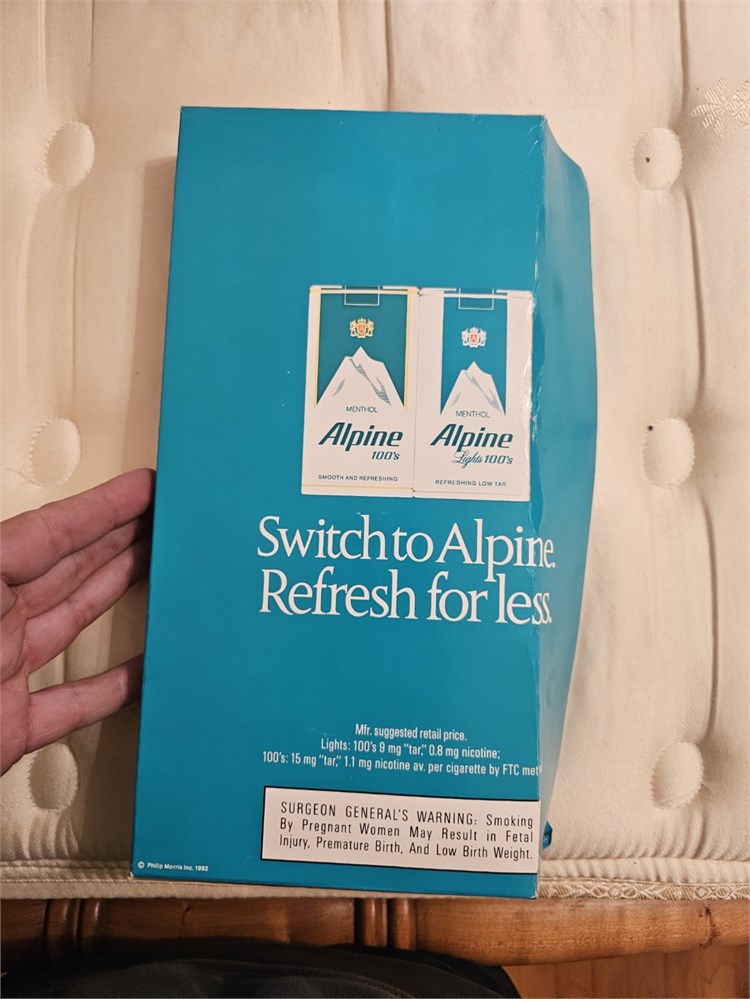 MENTHOL
Alpine
100's
SMOOTH AND REFRESHING
MENTHOL
Alpine
Lights 100's
REFRESHING LOW TAR
Switch to Alpine.
Refresh for less.
Mfr. suggested retail price.
Lights: 100's 9 mg "tar," 0.8 mg nicotine;
100's: 15 mg "tar," 1.1 mg nicotine av. per cigarette by FTC met
SURGEON GENERAL'S WARNING: Smoking
By Pregnant Women May Result in Fetal
Injury, Premature Birth, And Low Birth Weight.
© Philip Morris Inc. 1992